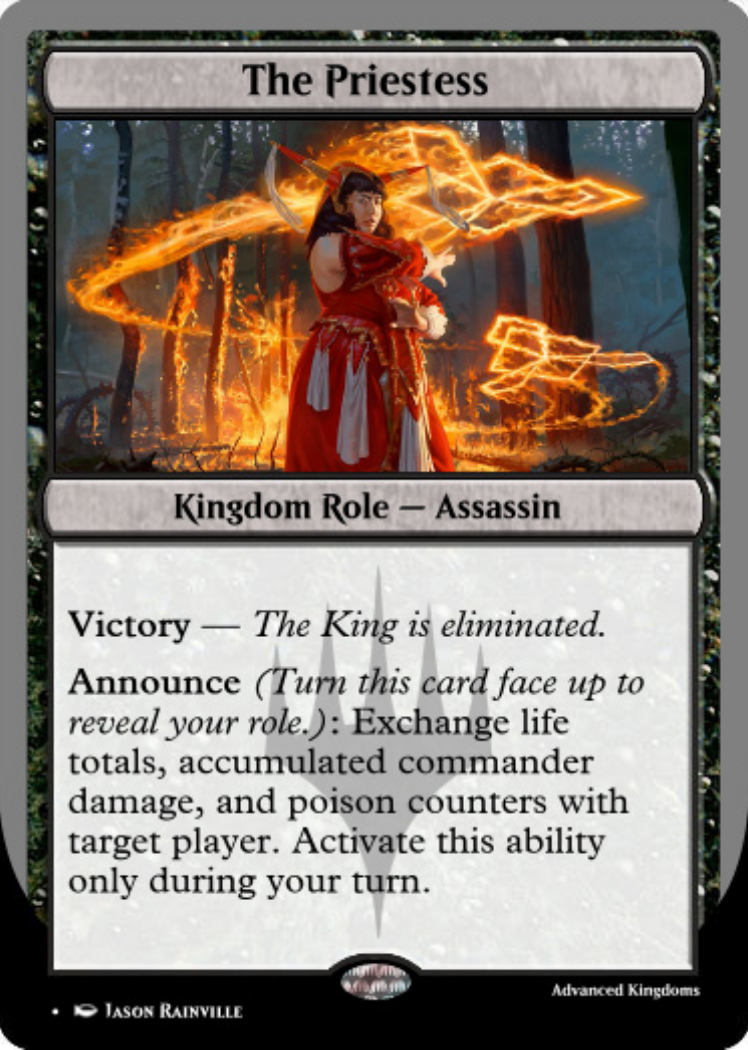 The Priestess
Kingdom Role — Assassin
Victory — The King is eliminated.
Announce (Turn this card face up to
reveal your role.): Exchange life
totals, accumulated commander
damage, and poison counters with
target player. Activate this ability
only during your turn.
Advanced Kingdoms
• Jason Rainville